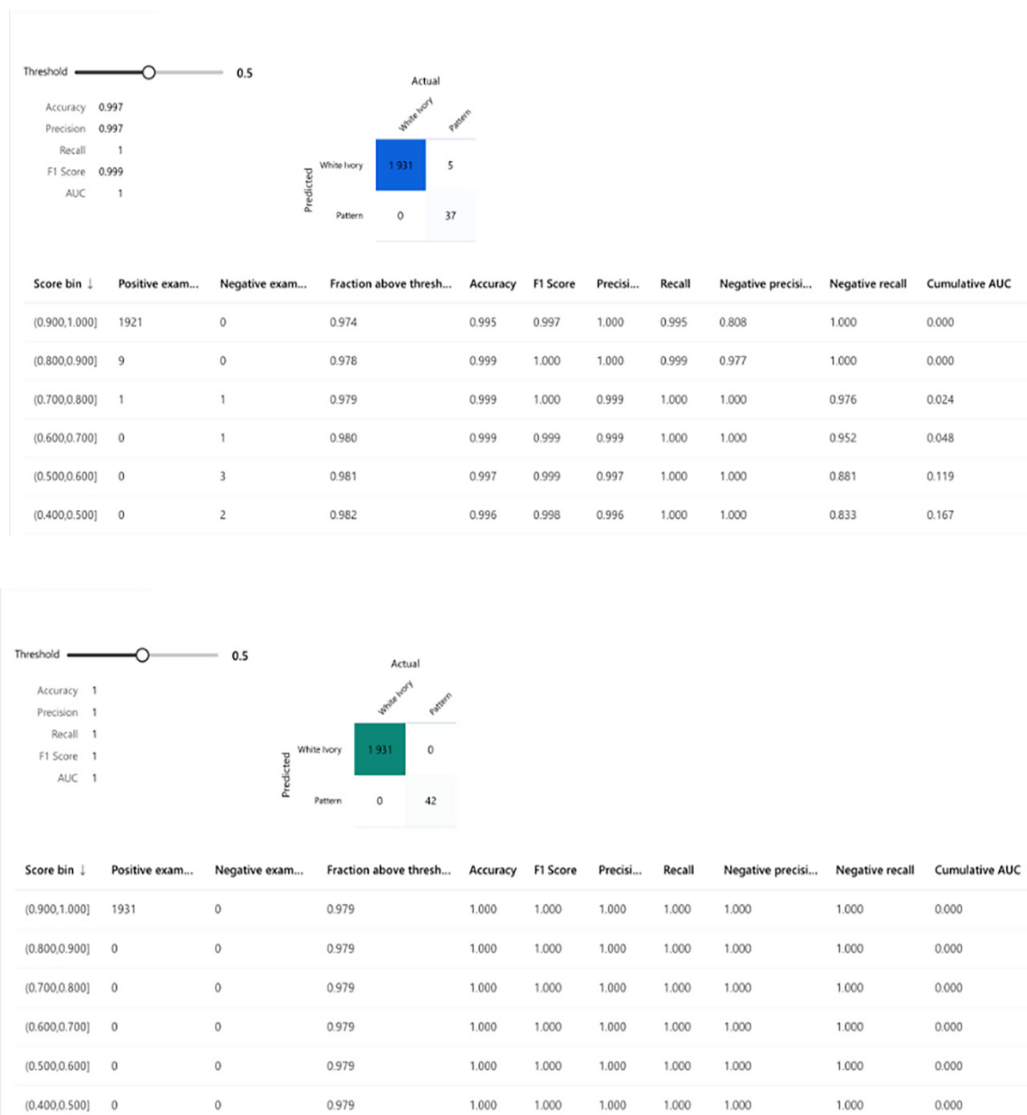 Threshold 0.5
Actual
White Ivory Pattern
Accuracy 0.997
Precision 0.997
Recall 1
F1 Score 0.999
AUC 1
Predicted
White Ivory 1 931 5
Pattern 0 37
Score bin ↓ Positive exam... Negative exam... Fraction above thresh... Accuracy F1 Score Precisi... Recall Negative precisi... Negative recall Cumulative AUC
(0.900,1.000] 1921 0 0.974 0.995 0.997 1.000 0.995 0.808 1.000 0.000
(0.800,0.900] 9 0 0.978 0.999 1.000 1.000 0.999 0.977 1.000 0.000
(0.700,0.800] 1 1 0.979 0.999 1.000 0.999 1.000 1.000 0.976 0.024
(0.600,0.700] 0 1 0.980 0.999 0.999 0.999 1.000 1.000 0.952 0.048
(0.500,0.600] 0 3 0.981 0.997 0.999 0.997 1.000 1.000 0.881 0.119
(0.400,0.500] 0 2 0.982 0.996 0.998 0.996 1.000 1.000 0.833 0.167
Threshold 0.5
Actual
White Ivory Pattern
Accuracy 1
Precision 1
Recall 1
F1 Score 1
AUC 1
Predicted
White Ivory 1 931 0
Pattern 0 42
Score bin ↓ Positive exam... Negative exam... Fraction above thresh... Accuracy F1 Score Precisi... Recall Negative precisi... Negative recall Cumulative AUC
(0.900,1.000] 1931 0 0.979 1.000 1.000 1.000 1.000 1.000 1.000 0.000
(0.800,0.900] 0 0 0.979 1.000 1.000 1.000 1.000 1.000 1.000 0.000
(0.700,0.800] 0 0 0.979 1.000 1.000 1.000 1.000 1.000 1.000 0.000
(0.600,0.700] 0 0 0.979 1.000 1.000 1.000 1.000 1.000 1.000 0.000
(0.500,0.600] 0 0 0.979 1.000 1.000 1.000 1.000 1.000 1.000 0.000
(0.400,0.500] 0 0 0.979 1.000 1.000 1.000 1.000 1.000 1.000 0.000